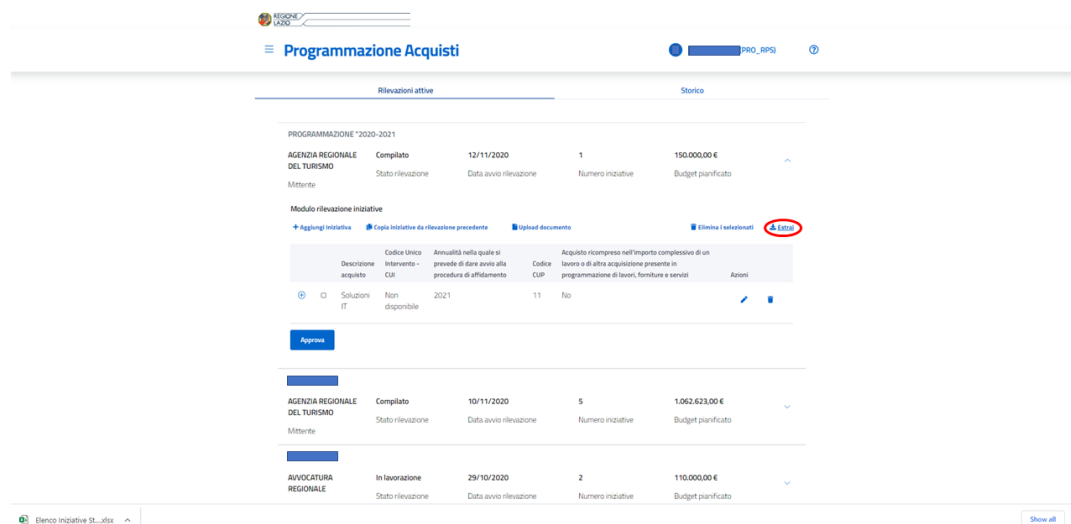 REGIONE
LAZIO
Programmazione Acquisti
(PRO_RPS)
Rilevazioni attive
Storico
PROGRAMMAZIONE "2020-2021
AGENZIA REGIONALE
DEL TURISMO
Mittente
Compilato
Stato rilevazione
12/11/2020
Data avvio rilevazione
1
Numero iniziative
150.000,00 €
Budget pianificato
Modulo rilevazione iniziative
+ Aggiungi iniziativa
Copia iniziative da rilevazione precedente
Upload documento
Elimina i selezionati
Estrai
Descrizione
acquisto
Codice Unico
Intervento -
CUI
Annualità nella quale si
prevede di dare avvio alla
procedura di affidamento
Codice
CUP
Acquisto ricompreso nell'importo complessivo di un
lavoro o di altra acquisizione presente in
programmazione di lavori, forniture e servizi
Azioni
Soluzioni
IT
Non
disponibile
2021
11
No
Approva
AGENZIA REGIONALE
DEL TURISMO
Mittente
Compilato
Stato rilevazione
10/11/2020
Data avvio rilevazione
5
Numero iniziative
1.062.623,00 €
Budget pianificato
AVVOCATURA
REGIONALE
In lavorazione
Stato rilevazione
29/10/2020
Data avvio rilevazione
2
Numero iniziative
110.000,00 €
Budget pianificato
Elenco Iniziative St....xlsx
Show all